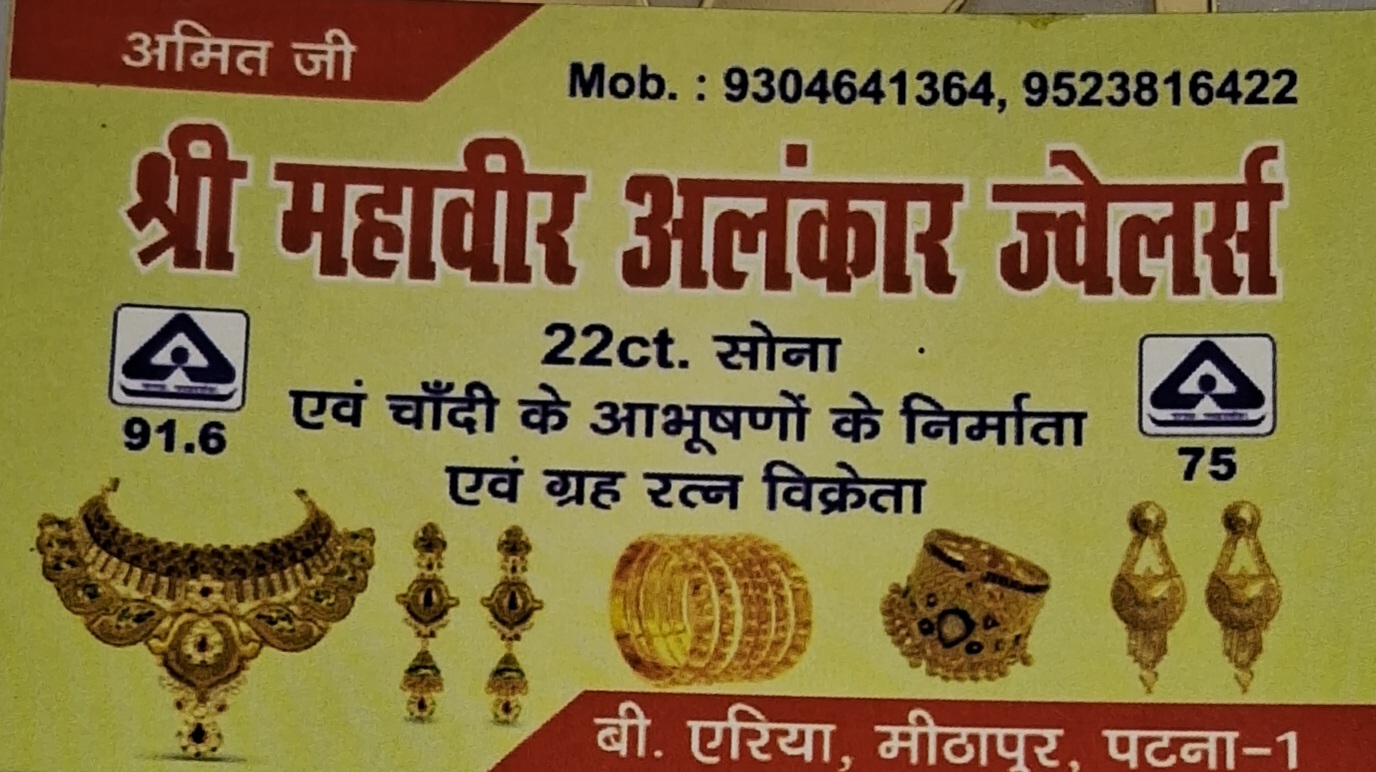 अमित जी
Mob. : 9304641364, 9523816422
श्री महावीर अलंकार ज्वेलर्स
22ct. सोना
एवं चाँदी के आभूषणों के निर्माता
एवं ग्रह रत्न विक्रेता
91.6
75
बी. एरिया, मीठापुर, पटना-1